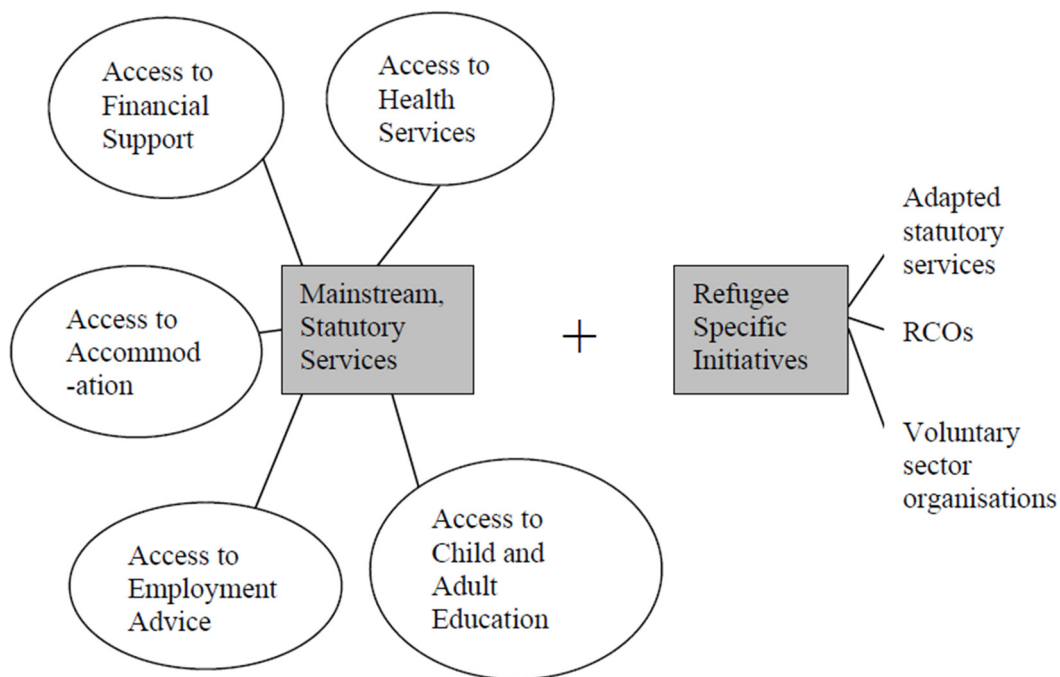 Access to
Financial
Support
Access to
Health
Services
Access to
Accommod
-ation
Mainstream,
Statutory
Services
+
Refugee
Specific
Initiatives
Adapted
statutory
services
RCOs
Voluntary
sector
organisations
Access to
Employment
Advice
Access to
Child and
Adult
Education